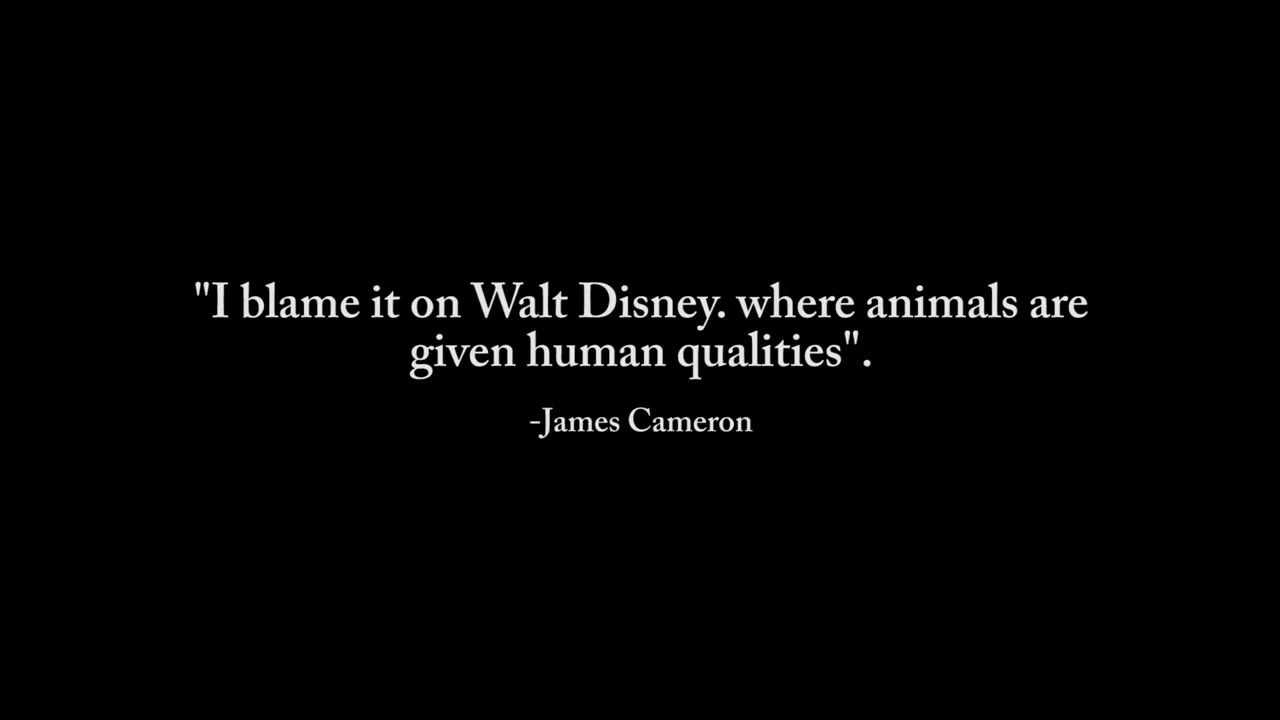 "I blame it on Walt Disney. where animals are
given human qualities".
-James Cameron